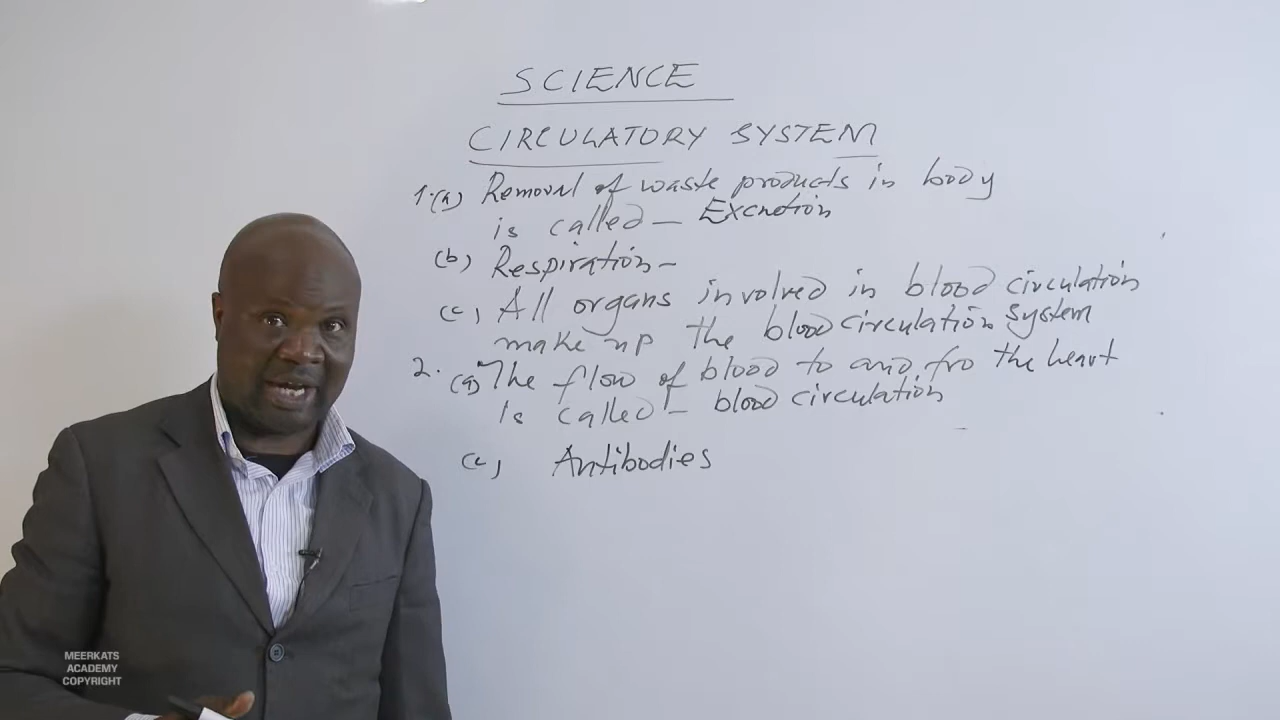 SCIENCE
CIRCULATORY SYSTEM
1.(a) Removal of waste products in body
is called - Excretion
(b) Respiration -
(c) All organs involved in blood circulation
make up the blood circulation system
2. (a) The flow of blood to and fro the heart
is called - blood circulation
(c) Antibodies
MEERKATS
ACADEMY
COPYRIGHT